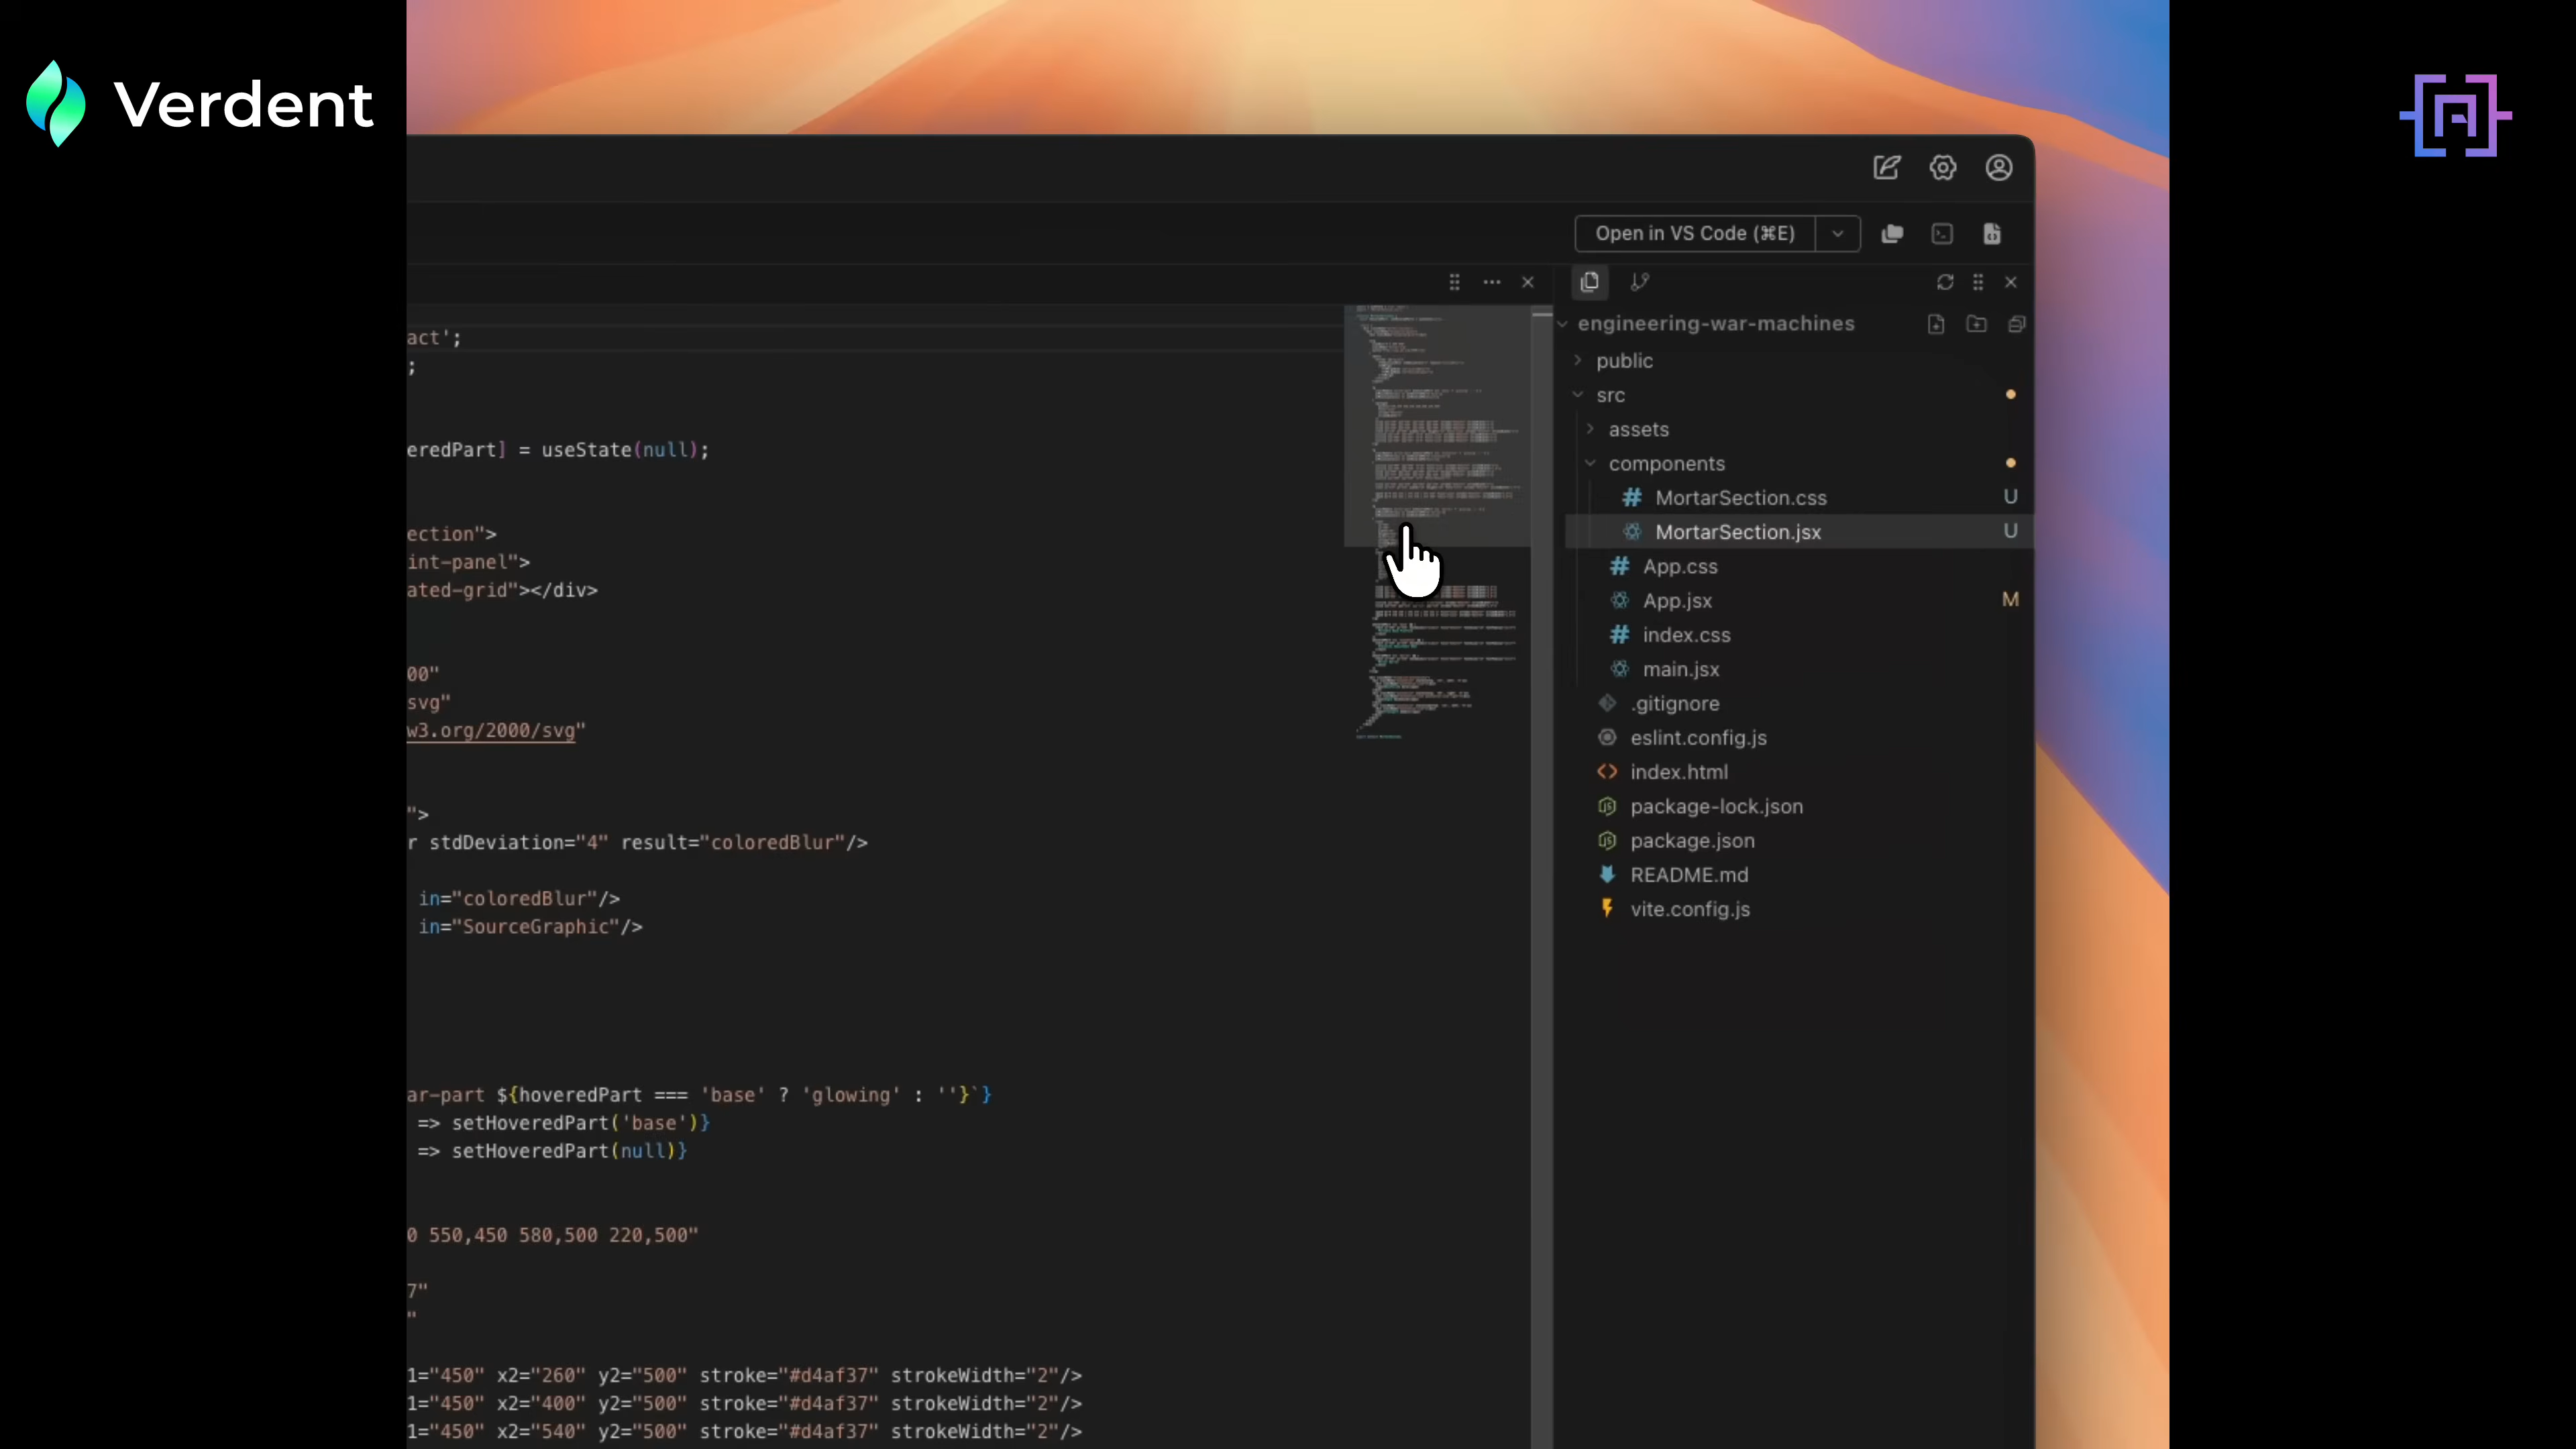 Verdent
Open in VS Code (⌘E)
engineering-war-machines
public
src
assets
components
# MortarSection.css U
MortarSection.jsx U
# App.css
App.jsx M
# index.css
main.jsx
.gitignore
eslint.config.js
<> index.html
package-lock.json
package.json
README.md
vite.config.js
act';
;
eredPart] = useState(null);
ection">
int-panel">
ated-grid"></div>
00"
svg"
w3.org/2000/svg"
">
r stdDeviation="4" result="coloredBlur"/>
in="coloredBlur"/>
in="SourceGraphic"/>
ar-part ${hoveredPart === 'base' ? 'glowing' : ''}`}
=> setHoveredPart('base')}
=> setHoveredPart(null)}
0 550,450 580,500 220,500"
7"
"
1="450" x2="260" y2="500" stroke="#d4af37" strokeWidth="2"/>
1="450" x2="400" y2="500" stroke="#d4af37" strokeWidth="2"/>
1="450" x2="540" y2="500" stroke="#d4af37" strokeWidth="2"/>